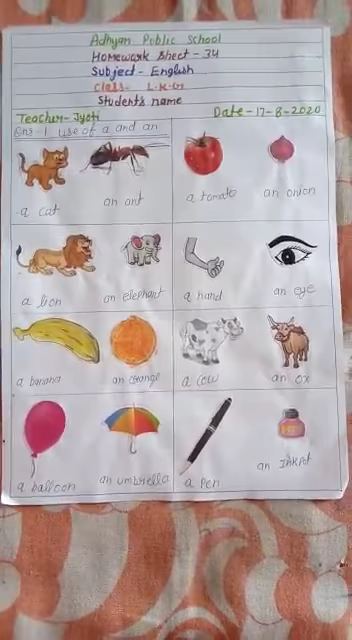 Adhyan Public School
Homework Sheet - 34
Subject - English
Class - L.K.G
Student's name
Teacher - Jyoti Date - 17-8-2020
Qns-1 use of a and an
a cat an ant a tomato an onion
a lion an elephant a hand an eye
a banana an orange a cow an ox
a balloon an umbrella a pen an Inkpot